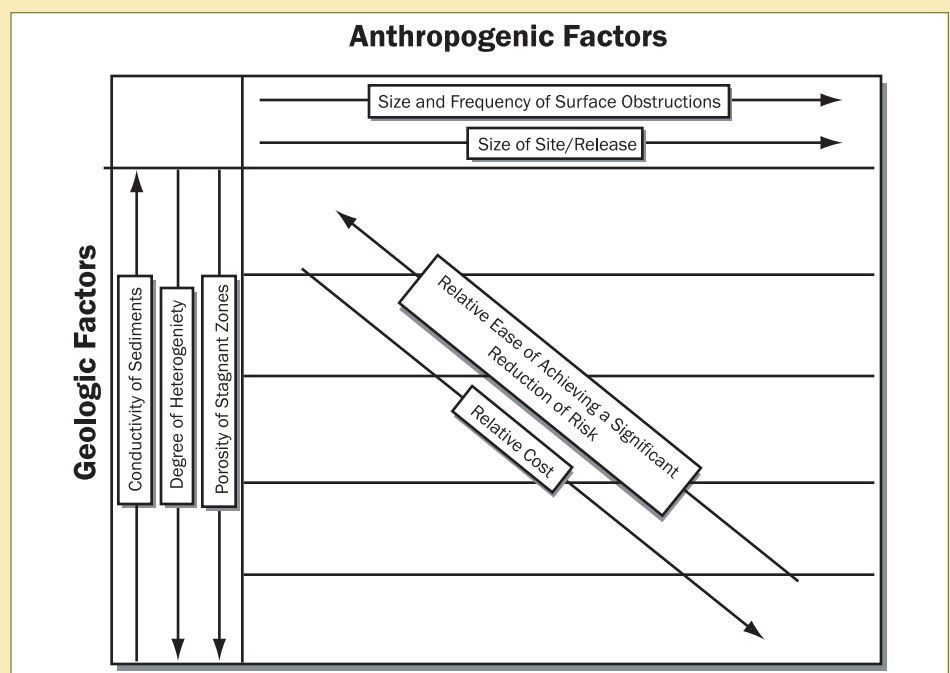 Anthropogenic Factors
Size and Frequency of Surface Obstructions
Size of Site/Release
Geologic Factors
Conductivity of Sediments
Degree of Heterogeniety
Porosity of Stagnant Zones
Relative Ease of Achieving a Significant
Reduction of Risk
Relative Cost